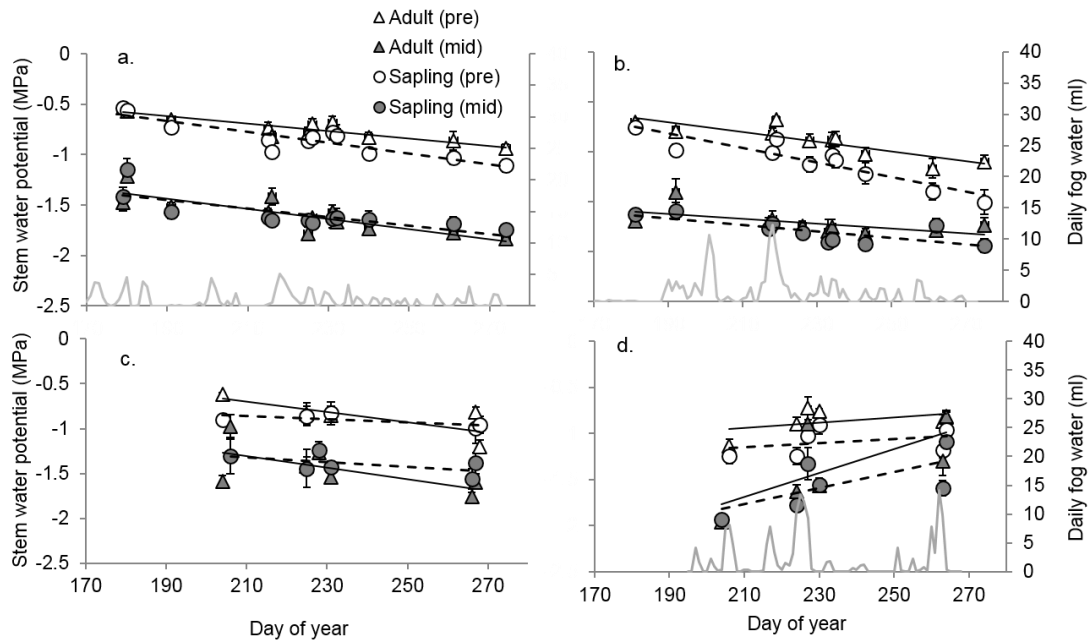 Adult (pre)
Adult (mid)
Sapling (pre)
Sapling (mid)
a.
b.
Stem water potential (MPa)
0
-0.5
-1
-1.5
-2
-2.5
40
35
30
25
20
15
10
5
0
Daily fog water (ml)
c.
d.
Stem water potential (MPa)
0
-0.5
-1
-1.5
-2
-2.5
40
35
30
25
20
15
10
5
0
Daily fog water (ml)
170 190 210 230 250 270
170 190 210 230 250 270
Day of year
Day of year